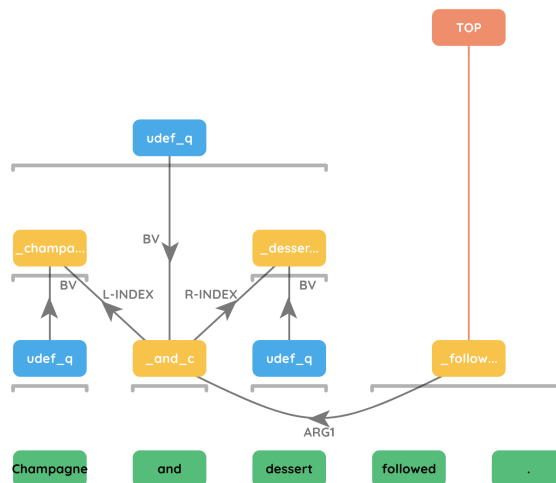 TOP
udef_q
BV
_champa... _desser...
BV L-INDEX R-INDEX BV
udef_q _and_c udef_q _follow...
ARG1
Champagne and dessert followed .